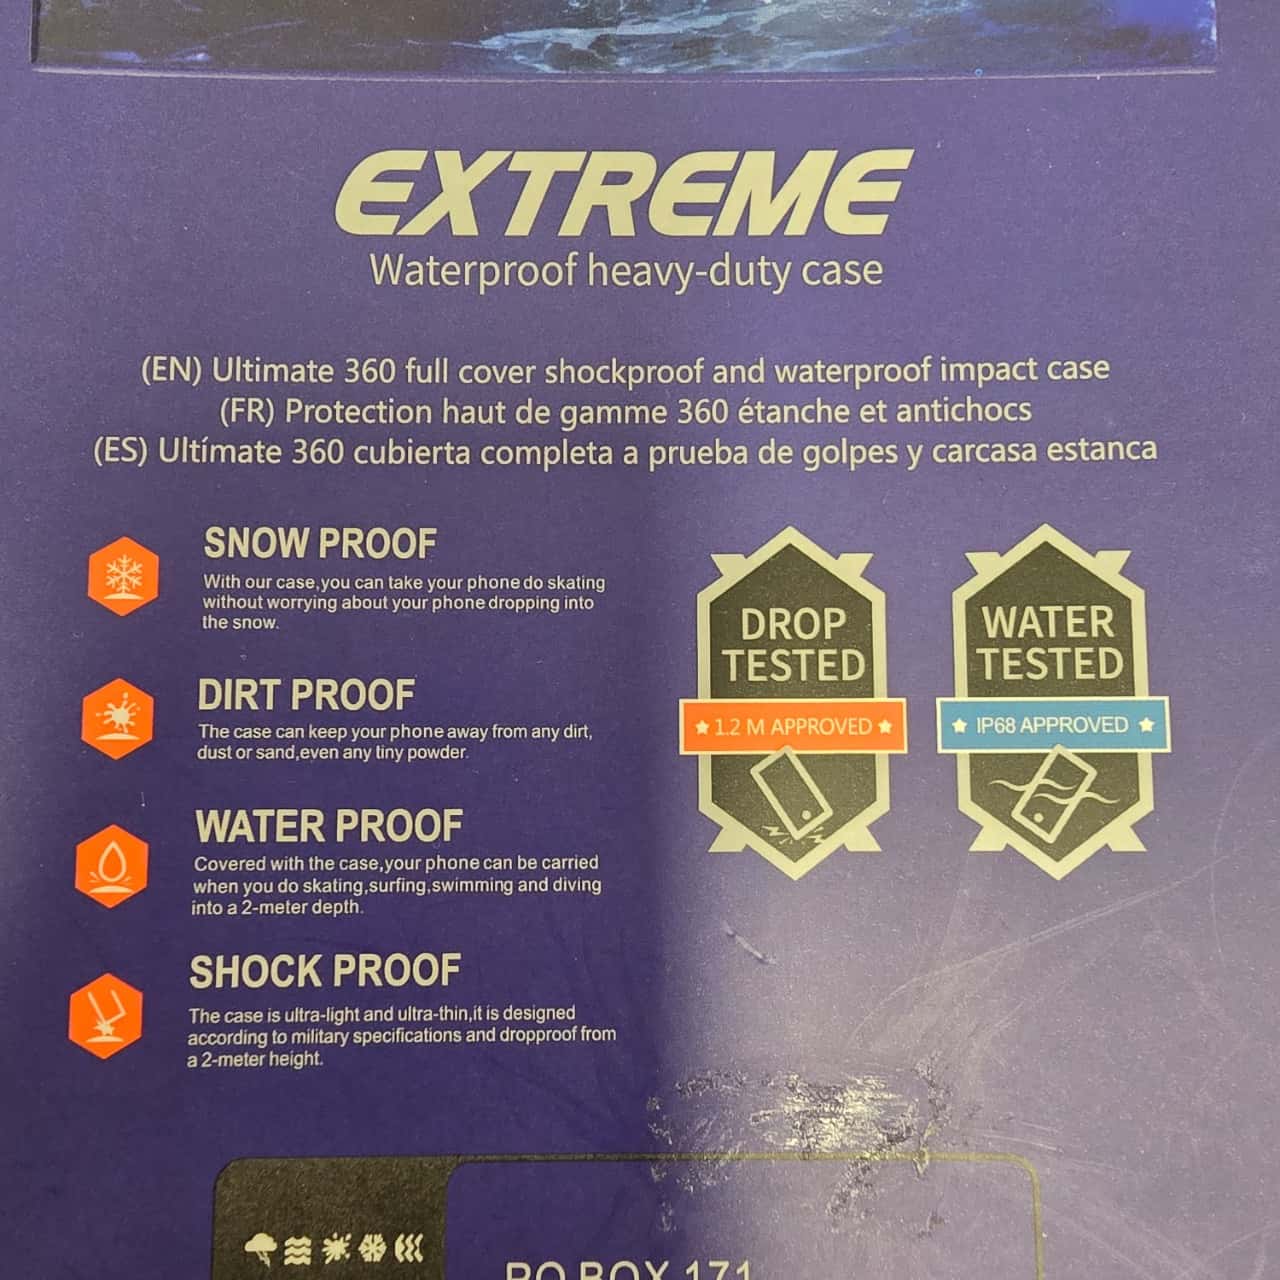 EXTREME
Waterproof heavy-duty case
(EN) Ultimate 360 full cover shockproof and waterproof impact case
(FR) Protection haut de gamme 360 étanche et antichocs
(ES) Ultímate 360 cubierta completa a prueba de golpes y carcasa estanca
SNOW PROOF
With our case,you can take your phone do skating
without worrying about your phone dropping into
the snow.
DIRT PROOF
The case can keep your phone away from any dirt,
dust or sand,even any tiny powder.
WATER PROOF
Covered with the case,your phone can be carried
when you do skating,surfing,swimming and diving
into a 2-meter depth.
SHOCK PROOF
The case is ultra-light and ultra-thin,it is designed
according to military specifications and dropproof from
a 2-meter height.
DROP
TESTED
1.2 M APPROVED
WATER
TESTED
IP68 APPROVED
PO BOX 171